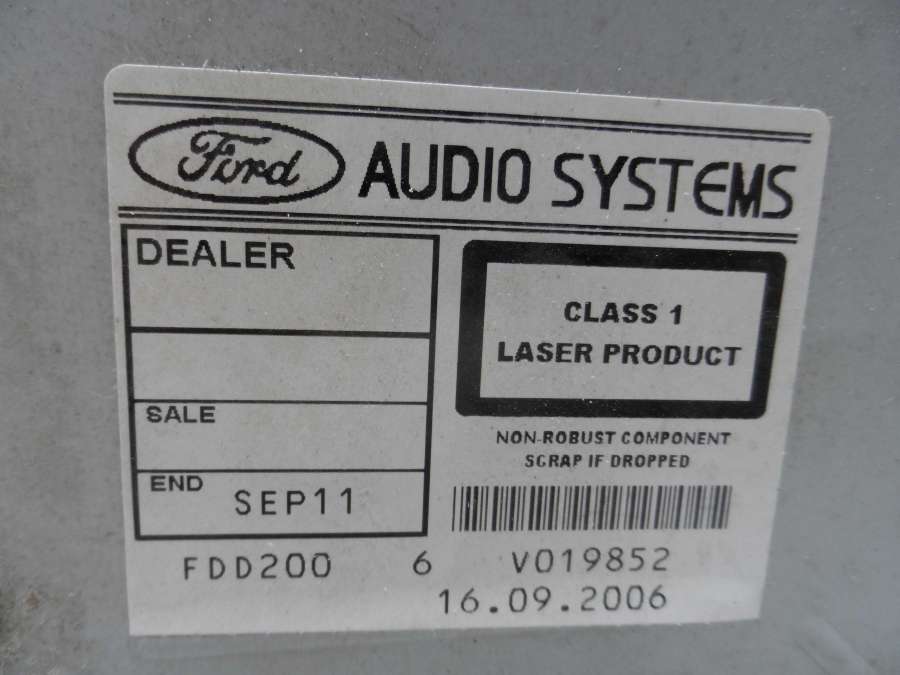 Ford AUDIO SYSTEMS
DEALER
CLASS 1
LASER PRODUCT
SALE
NON-ROBUST COMPONENT
SCRAP IF DROPPED
END SEP11
FDD200 6 V019852
16.09.2006